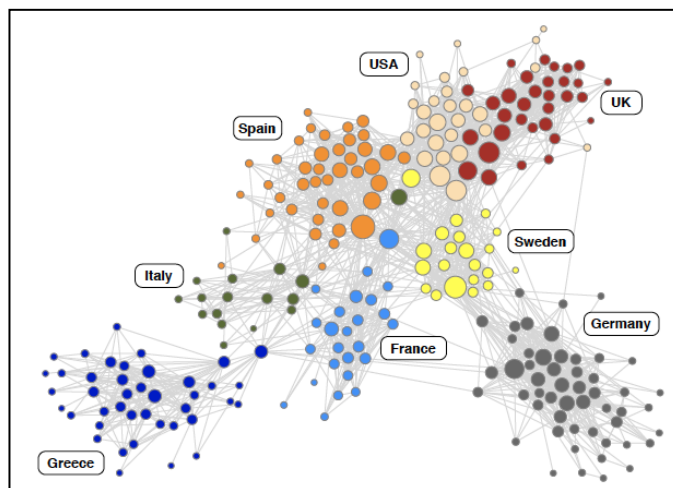 USA
UK
Spain
Sweden
Italy
Germany
France
Greece